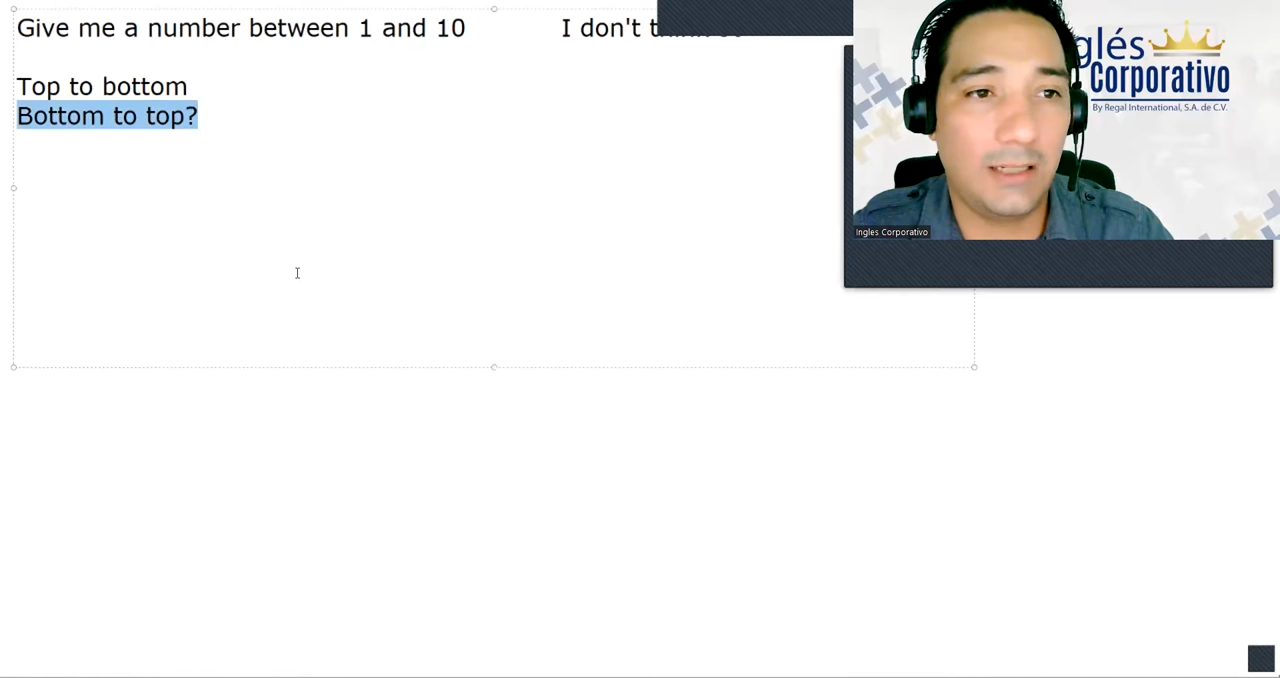 Give me a number between 1 and 10 I don't
Top to bottom
Bottom to top?
glés
Corporativo
By Regal International, S.A. de C.V.
Ingles Corporativo